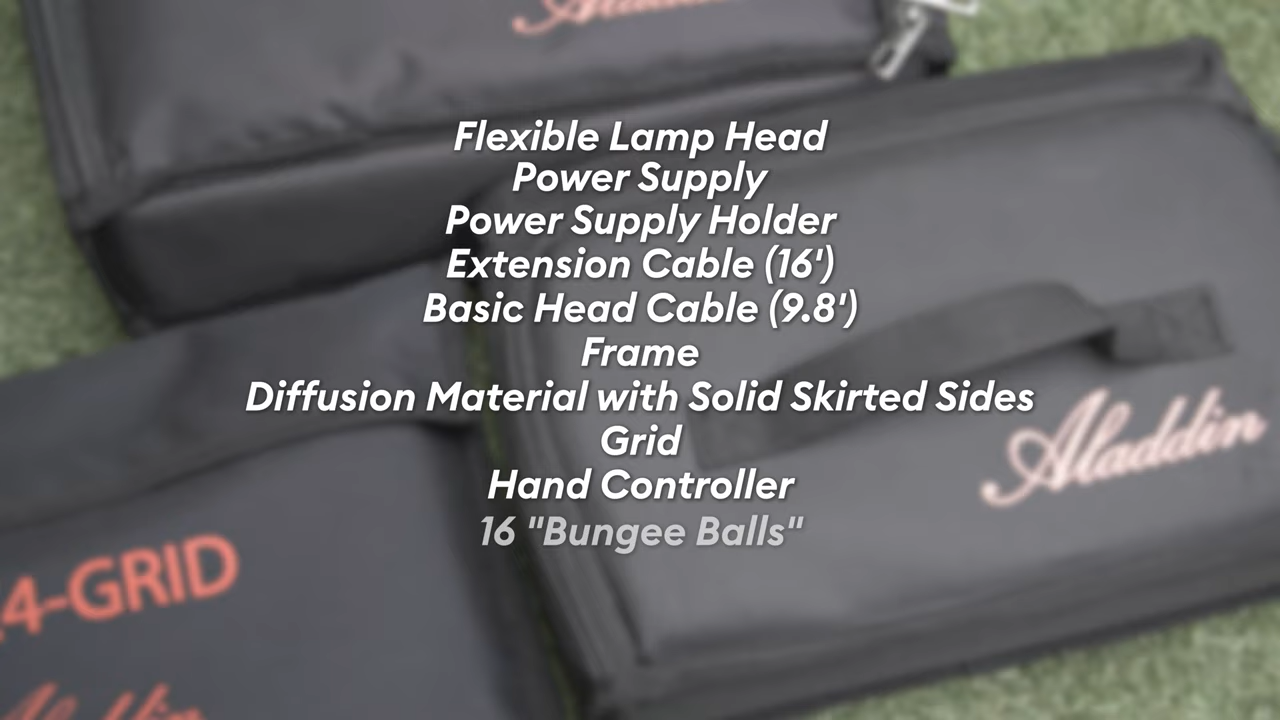 Aladdin
Flexible Lamp Head
Power Supply
Power Supply Holder
Extension Cable (16')
Basic Head Cable (9.8')
Frame
Diffusion Material with Solid Skirted Sides
Grid
Hand Controller
16 "Bungee Balls"
Aladdin
4-GRID
Aladdin